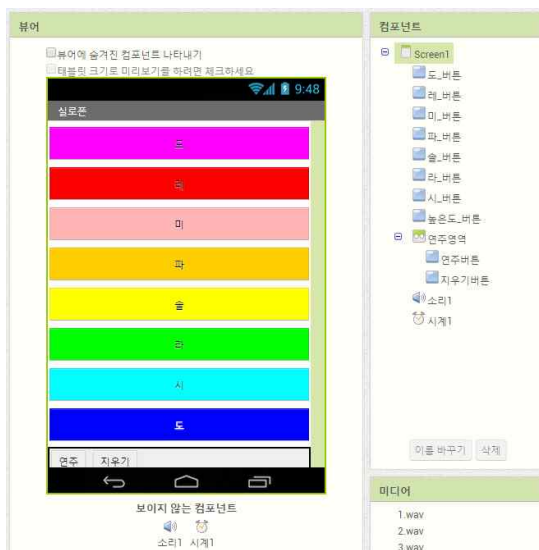 뷰어
뷰어에 숨겨진 컴포넌트 나타내기
태블릿 크기로 미리보기를 하려면 체크하세요
9:48
실로폰
도
레
미
파
솔
라
시
도
연주 지우기
보이지 않는 컴포넌트
소리1 시계1
컴포넌트
Screen1
도_버튼
레_버튼
미_버튼
파_버튼
솔_버튼
라_버튼
시_버튼
높은도_버튼
연주영역
연주버튼
지우기버튼
소리1
시계1
이름 바꾸기 삭제
미디어
1.wav
2.wav
3.wav